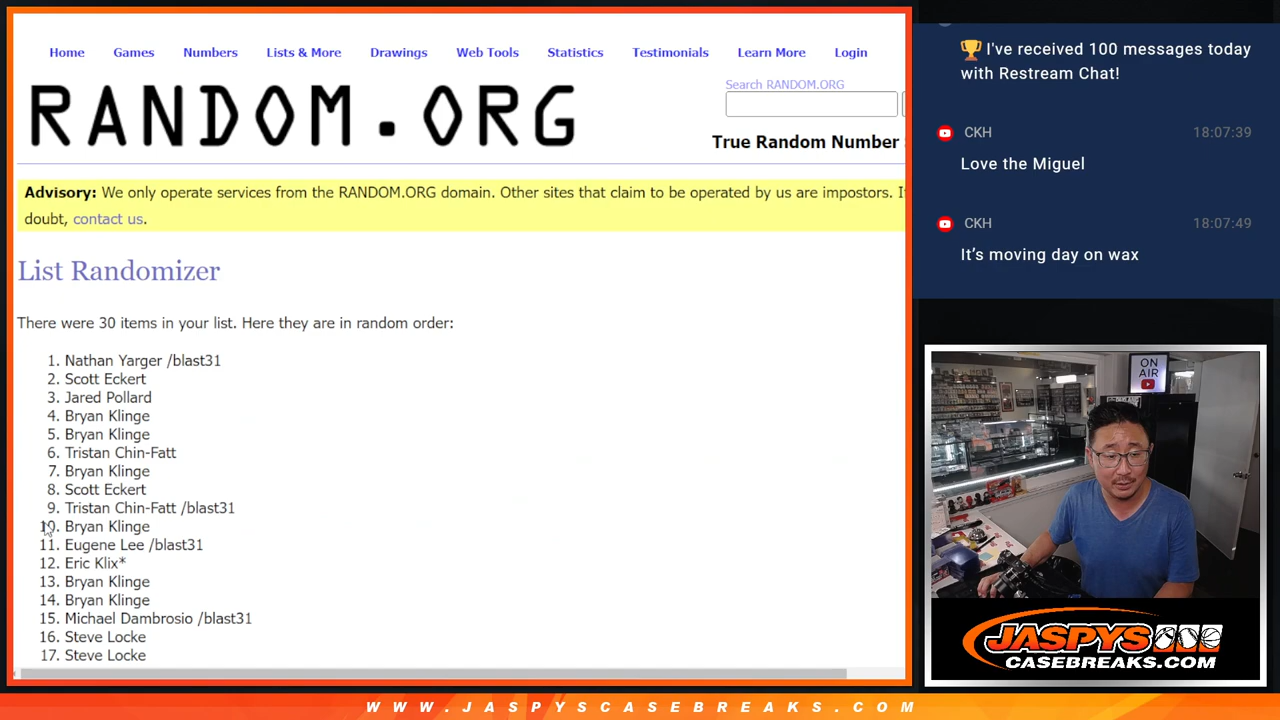 Home Games Numbers Lists & More Drawings Web Tools Statistics Testimonials Learn More Login
RANDOM.ORG
Search RANDOM.ORG
True Random Number
Advisory: We only operate services from the RANDOM.ORG domain. Other sites that claim to be operated by us are impostors. I
doubt, contact us.
List Randomizer
There were 30 items in your list. Here they are in random order:
1. Nathan Yarger /blast31
2. Scott Eckert
3. Jared Pollard
4. Bryan Klinge
5. Bryan Klinge
6. Tristan Chin-Fatt
7. Bryan Klinge
8. Scott Eckert
9. Tristan Chin-Fatt /blast31
10. Bryan Klinge
11. Eugene Lee /blast31
12. Eric Klix*
13. Bryan Klinge
14. Bryan Klinge
15. Michael Dambrosio /blast31
16. Steve Locke
17. Steve Locke
🏆 I've received 100 messages today
with Restream Chat!
CKH 18:07:39
Love the Miguel
CKH 18:07:49
It's moving day on wax
ON
AIR
JASPYS
CASEBREAKS.COM
WWW.JASPYSCASEBREAKS.COM